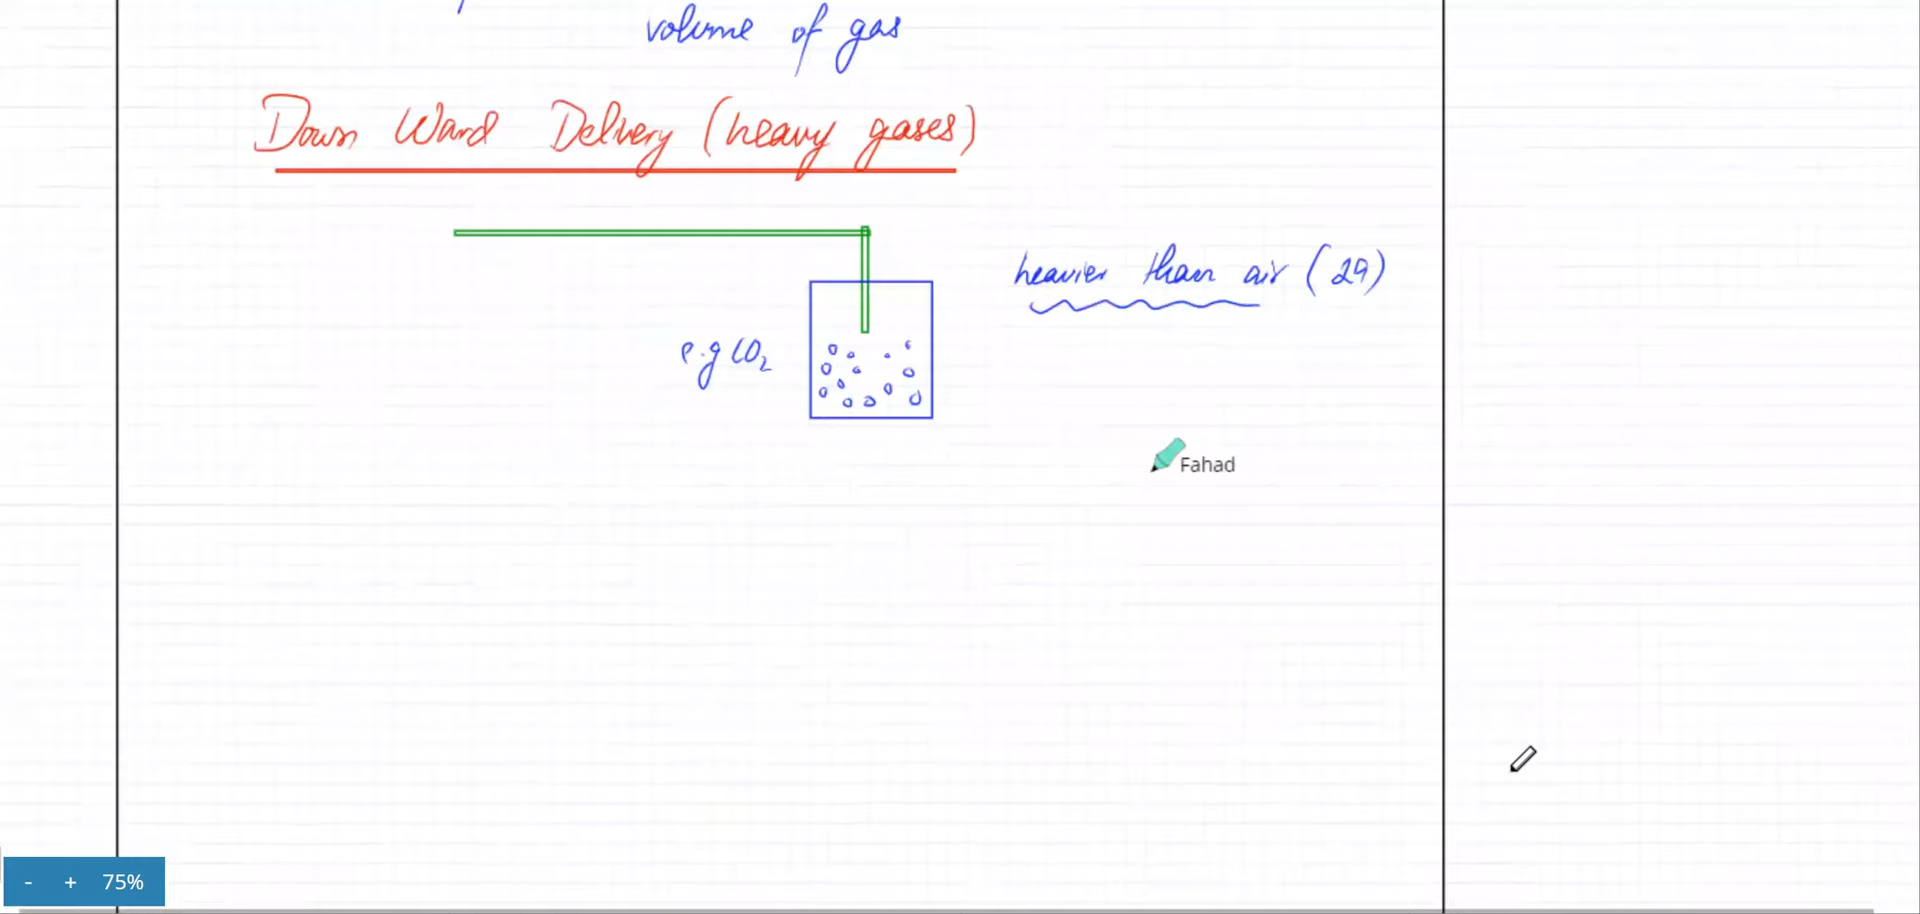 volume of gas
Down Ward Delivery (heavy gases)
heavier than air (29)
e.g CO₂
Fahad
- + 75%